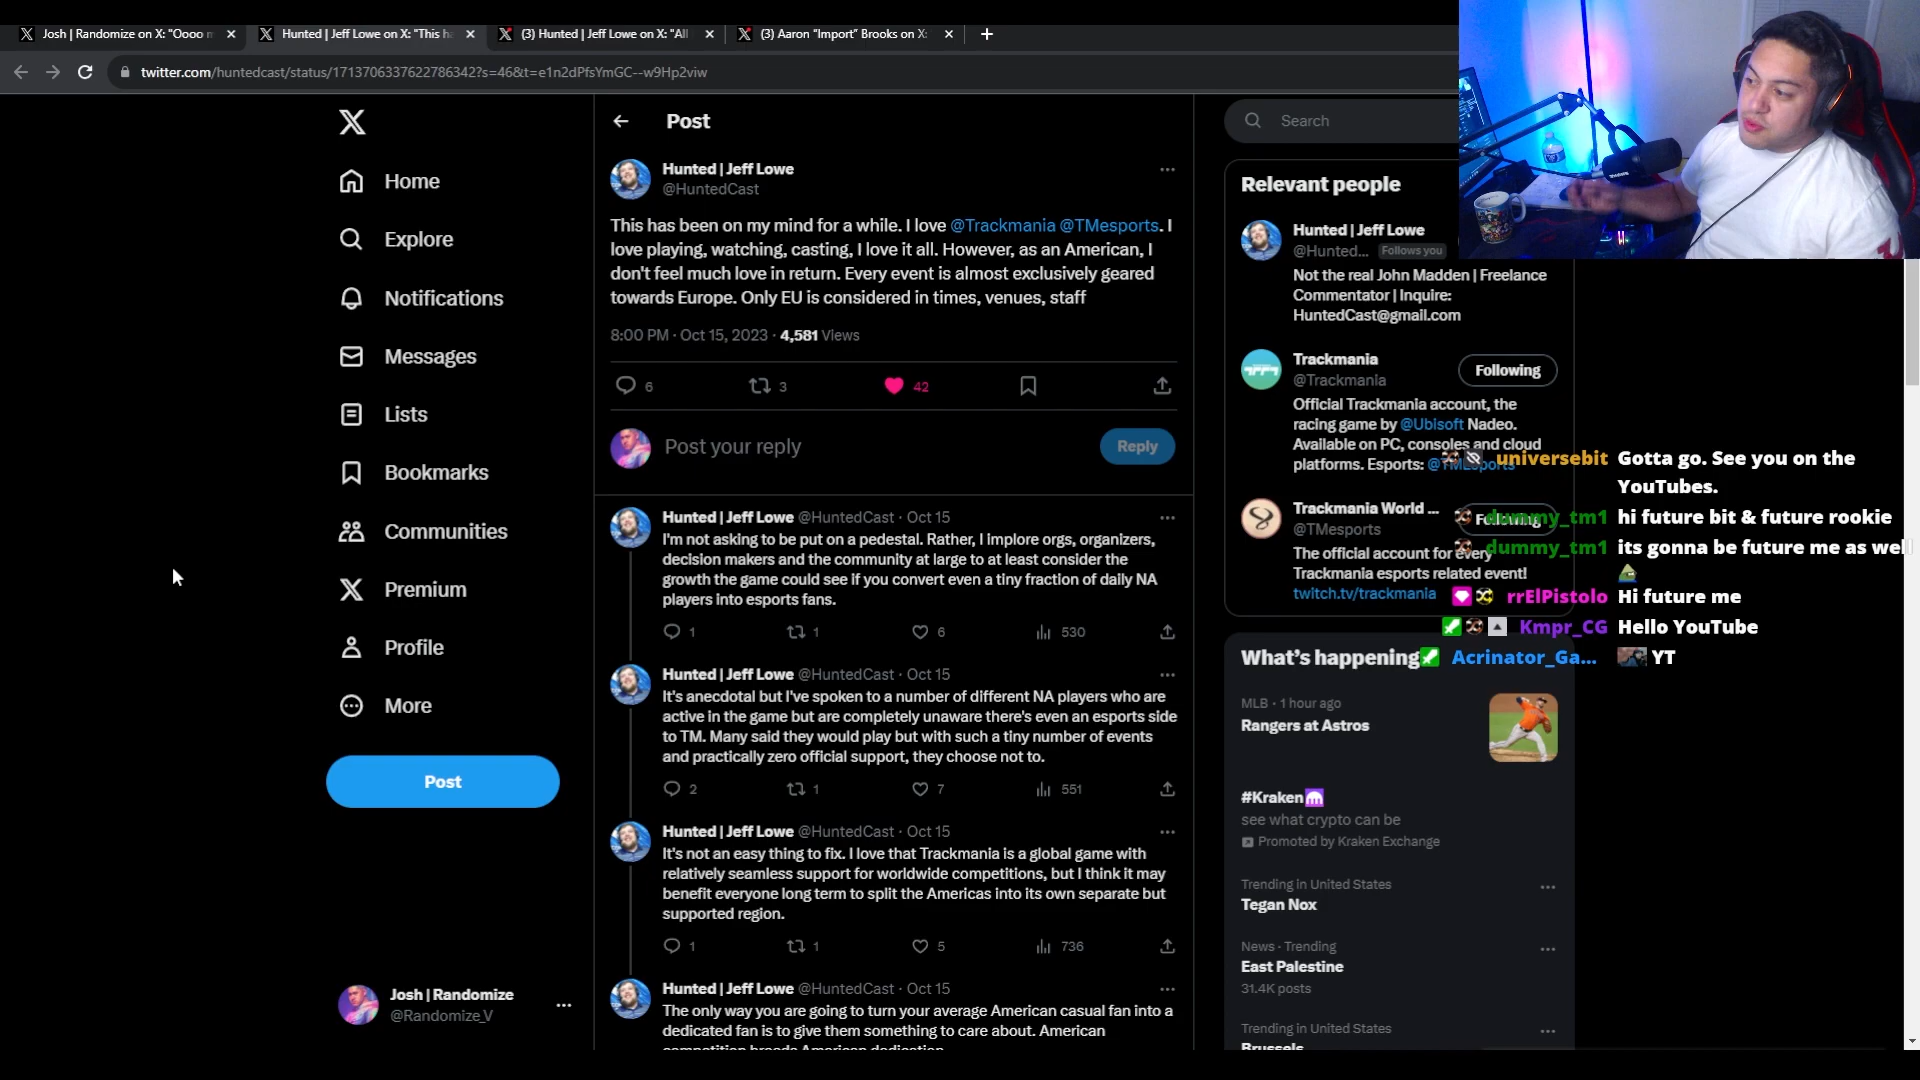 Josh | Randomize on X: "Oooo m
Hunted | Jeff Lowe on X: "This ha
(3) Hunted | Jeff Lowe on X: "All
(3) Aaron "Import" Brooks on X:
twitter.com/huntedcast/status/1713706337622786342?s=46&t=e1n2dPfsYmGC--w9Hp2viw
Home
Explore
Notifications
Messages
Lists
Bookmarks
Communities
Premium
Profile
More
Post
Josh | Randomize
@Randomize_V
Post
Hunted | Jeff Lowe
@HuntedCast
This has been on my mind for a while. I love @Trackmania @TMesports. I
love playing, watching, casting, I love it all. However, as an American, I
don't feel much love in return. Every event is almost exclusively geared
towards Europe. Only EU is considered in times, venues, staff
8:00 PM · Oct 15, 2023 · 4,581 Views
6 3 42
Post your reply
Reply
Hunted | Jeff Lowe @HuntedCast · Oct 15
I'm not asking to be put on a pedestal. Rather, I implore orgs, organizers,
decision makers and the community at large to at least consider the
growth the game could see if you convert even a tiny fraction of daily NA
players into esports fans.
1 1 6 530
Hunted | Jeff Lowe @HuntedCast · Oct 15
It's anecdotal but I've spoken to a number of different NA players who are
active in the game but are completely unaware there's even an esports side
to TM. Many said they would play but with such a tiny number of events
and practically zero official support, they choose not to.
2 1 7 551
Hunted | Jeff Lowe @HuntedCast · Oct 15
It's not an easy thing to fix. I love that Trackmania is a global game with
relatively seamless support for worldwide competitions, but I think it may
benefit everyone long term to split the Americas into its own separate but
supported region.
1 1 5 736
Hunted | Jeff Lowe @HuntedCast · Oct 15
The only way you are going to turn your average American casual fan into a
dedicated fan is to give them something to care about. American
competition breeds American dedication
Search
Relevant people
Hunted | Jeff Lowe
@Hunted... Follows you
Not the real John Madden | Freelance
Commentator | Inquire:
HuntedCast@gmail.com
Trackmania
@Trackmania
Following
Official Trackmania account, the
racing game by @Ubisoft Nadeo.
Available on PC, consoles and cloud
platforms. Esports: @TMesports
Trackmania World ...
@TMesports
Following
The official account for every
Trackmania esports related event!
twitch.tv/trackmania
What's happening
MLB · 1 hour ago
Rangers at Astros
#Kraken
see what crypto can be
Promoted by Kraken Exchange
Trending in United States
Tegan Nox
News · Trending
East Palestine
31.4K posts
Trending in United States
Brussels
universebit Gotta go. See you on the
YouTubes.
dummy_tm1 hi future bit & future rookie
dummy_tm1 its gonna be future me as well
rrElPistolo Hi future me
Kmpr_CG Hello YouTube
Acrinator_Ga... YT